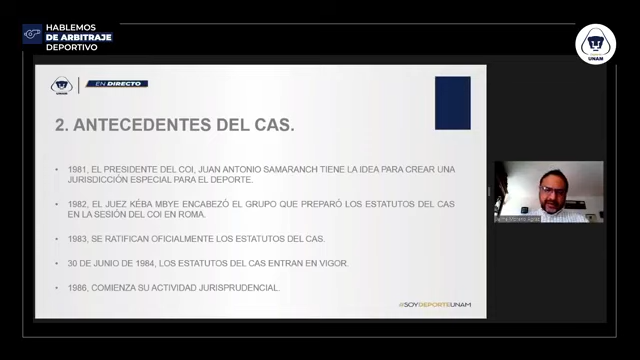 HABLEMOS
DE ARBITRAJE
DEPORTIVO
UNAM
EN DIRECTO
2. ANTECEDENTES DEL CAS.
• 1981, EL PRESIDENTE DEL COI, JUAN ANTONIO SAMARANCH TIENE LA IDEA PARA CREAR UNA
JURISDICCIÓN ESPECIAL PARA EL DEPORTE.
• 1982, EL JUEZ KÉBA MBYE ENCABEZÓ EL GRUPO QUE PREPARÓ LOS ESTATUTOS DEL CAS
EN LA SESIÓN DEL COI EN ROMA.
• 1983, SE RATIFICAN OFICIALMENTE LOS ESTATUTOS DEL CAS.
• 30 DE JUNIO DE 1984, LOS ESTATUTOS DEL CAS ENTRAN EN VIGOR.
• 1986, COMIENZA SU ACTIVIDAD JURISPRUDENCIAL.
#SOYDEPORTEUNAM